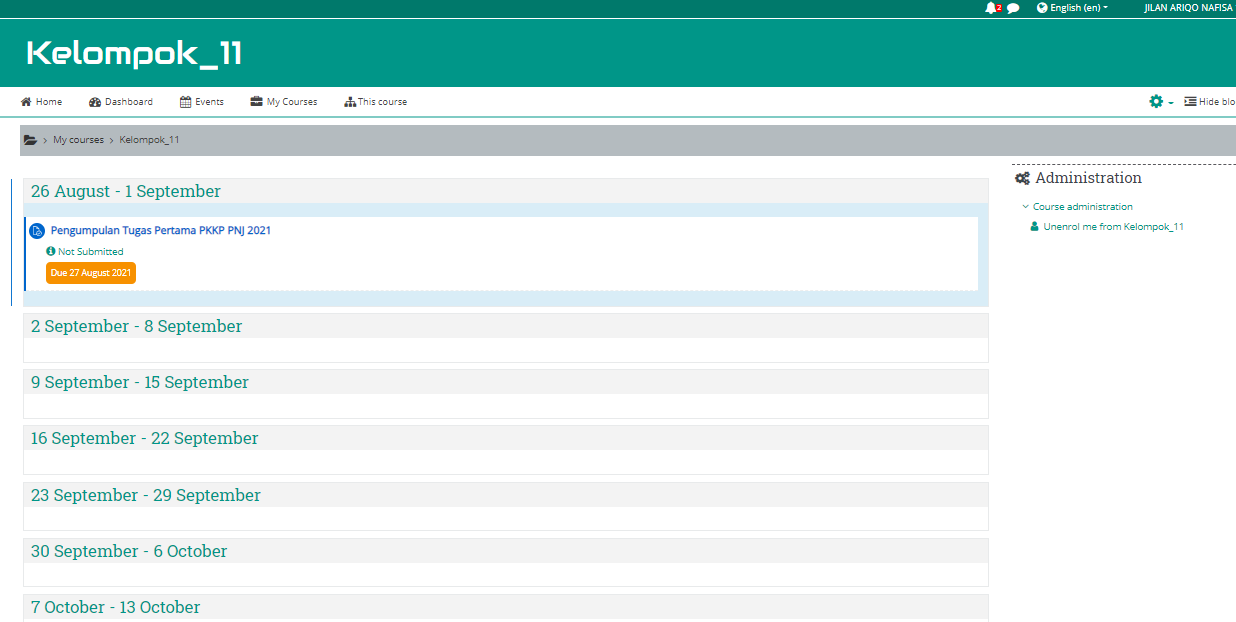 2 English (en) JILAN ARIQO NAFISA
Kelompok_11
Home Dashboard Events My Courses This course Hide blo
My courses > Kelompok_11
26 August - 1 September
Pengumpulan Tugas Pertama PKKP PNJ 2021
Not Submitted
Due 27 August 2021
2 September - 8 September
9 September - 15 September
16 September - 22 September
23 September - 29 September
30 September - 6 October
7 October - 13 October
Administration
Course administration
Unenrol me from Kelompok_11